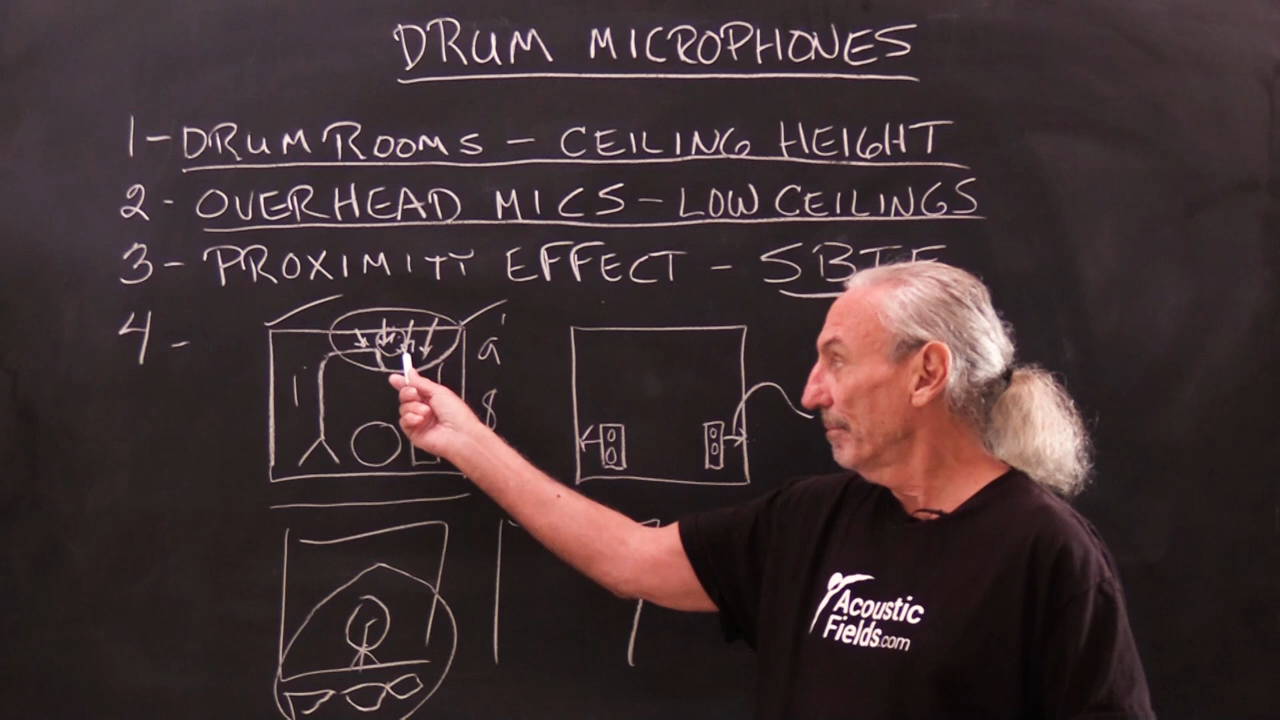 DRUM MICROPHONES
1 - DRUM ROOMS - CEILING HEIGHT
2 - OVERHEAD MICS - LOW CEILINGS
3 - PROXIMITY EFFECT -
4 -
8
Acoustic
Fields.com